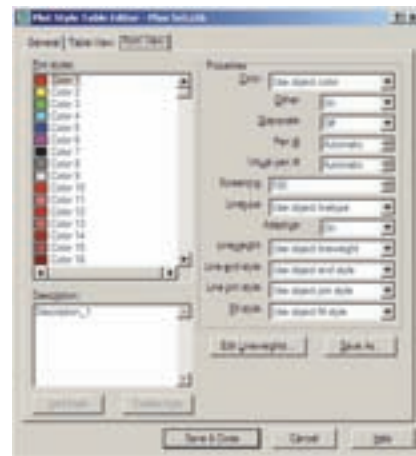 Plot Style Table Editor -
General
Table View
Form View
Plot styles:
Color 1
Color 2
Color 3
Color 4
Color 5
Color 6
Color 7
Color 8
Color 9
Color 10
Color 11
Color 12
Color 13
Color 14
Color 15
Color 16
Description:
Properties
Color:
Use object color
Dither:
On
Grayscale:
Off
Pen #:
Automatic
Virtual pen #:
Automatic
Screening:
100
Linetype:
Use object linetype
Adaptive:
On
Lineweight:
Use object lineweight
Line end style:
Use object end style
Line join style:
Use object join style
Fill style:
Use object fill style
Edit Lineweights...
Save As...
Add Style
Delete Style
Save & Close
Cancel
Help